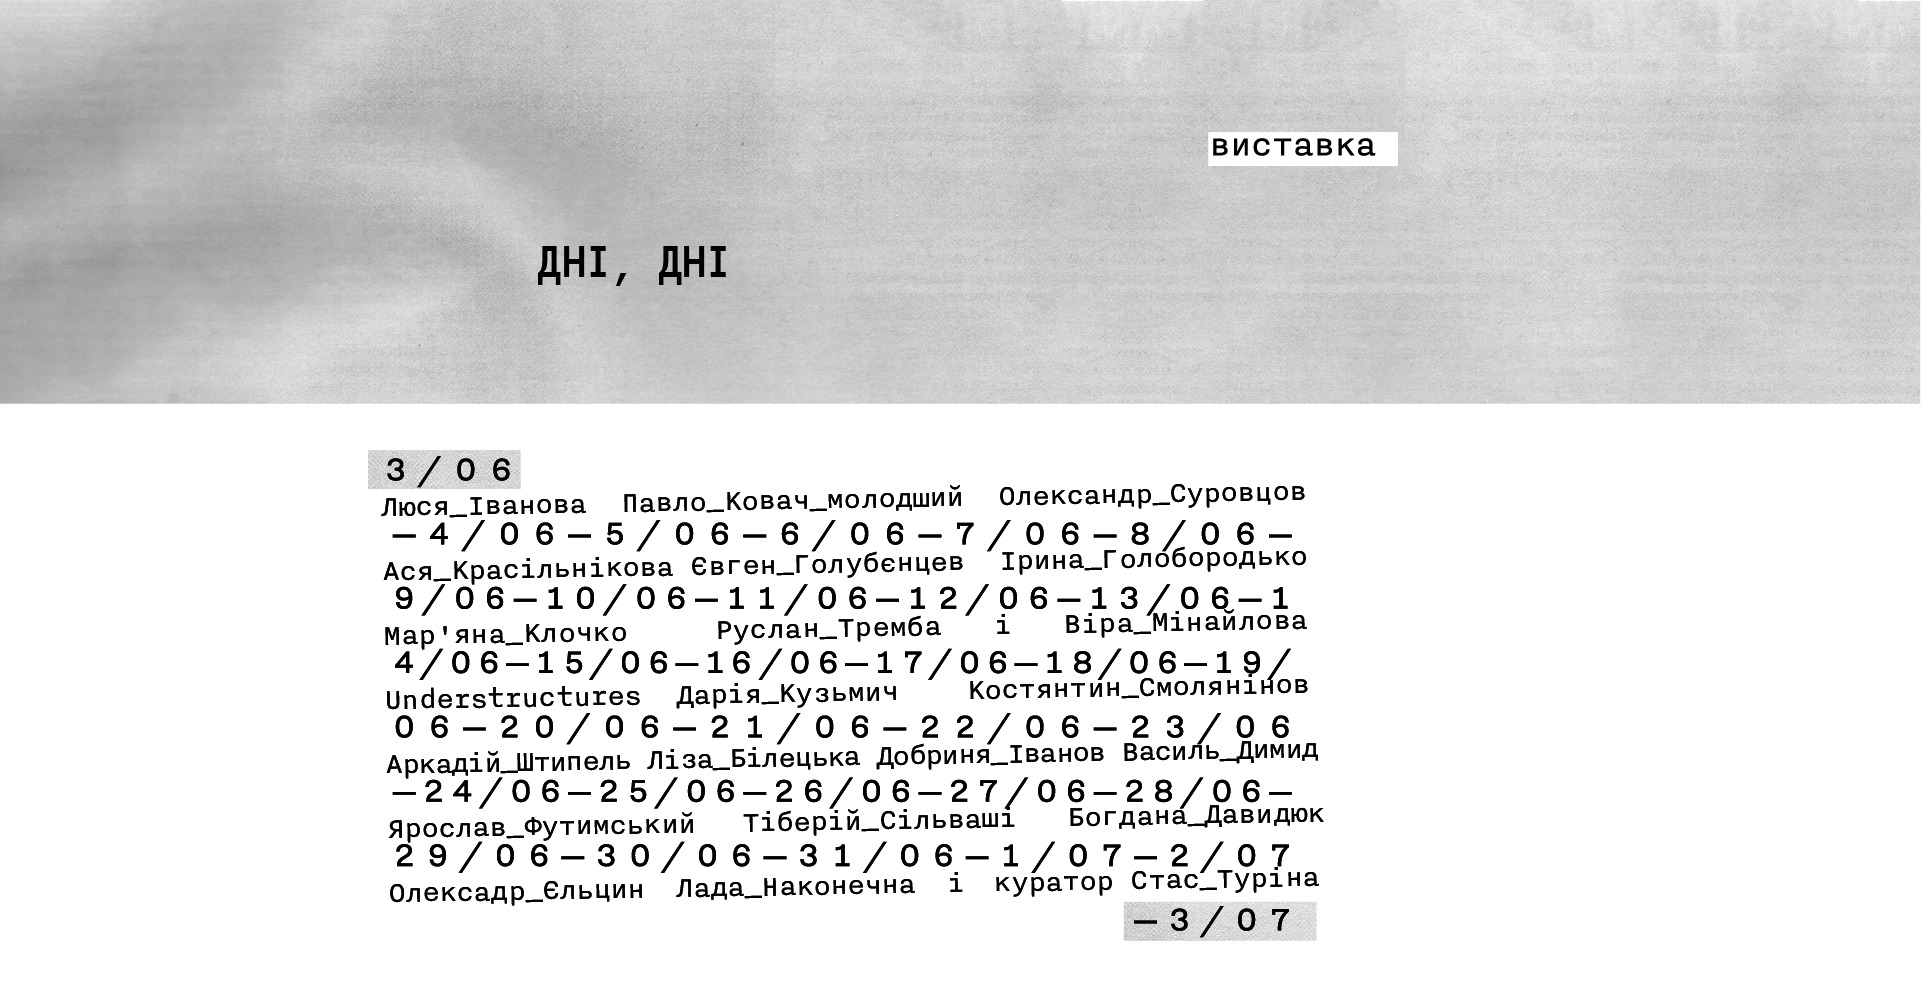 виставка
ДНІ, ДНІ
3/06
Люся_Іванова Павло_Ковач_молодший Олександр_Суровцов
—4/06—5/06—6/06—7/06—8/06—
Ася_Красільнікова Євген_Голубєнцев Ірина_Голобородько
9/06—10/06—11/06—12/06—13/06—1
Мар'яна_Клочко Руслан_Тремба і Віра_Мінайлова
4/06—15/06—16/06—17/06—18/06—19/
Understructures Дарія_Кузьмич Костянтин_Смолянінов
06—20/06—21/06—22/06—23/06
Аркадій_Штипель Ліза_Білецька Добриня_Іванов Василь_Димид
—24/06—25/06—26/06—27/06—28/06—
Ярослав_Футимський Тіберій_Сільваші Богдана_Давидюк
29/06—30/06—31/06—1/07—2/07
Олексадр_Єльцин Лада_Наконечна і куратор Стас_Туріна
—3/07